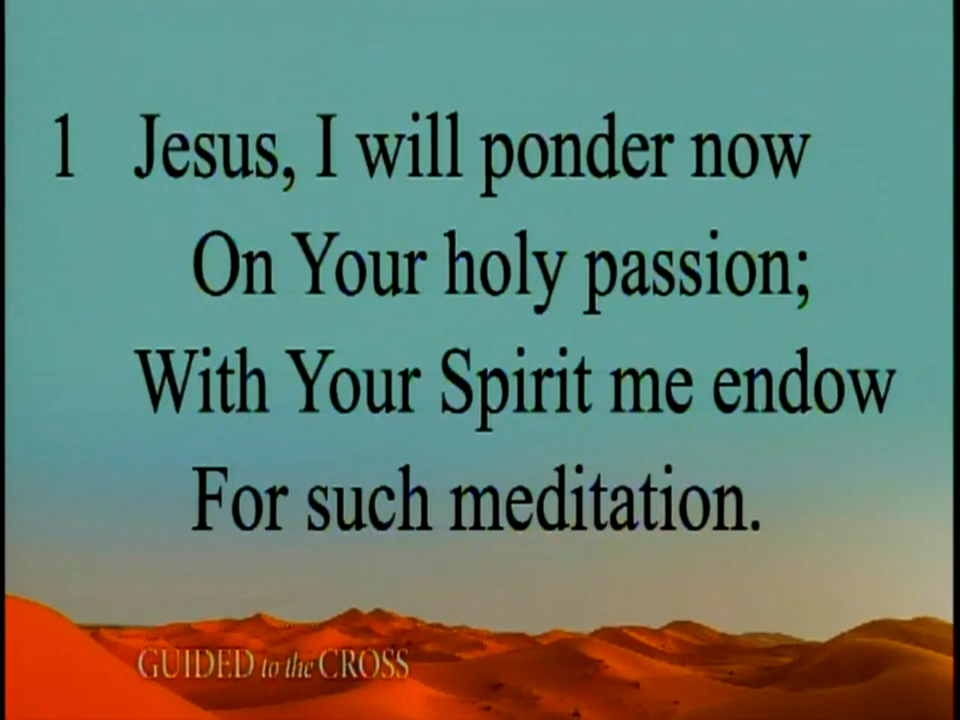 1 Jesus, I will ponder now
On Your holy passion;
With Your Spirit me endow
For such meditation.
GUIDED to the CROSS